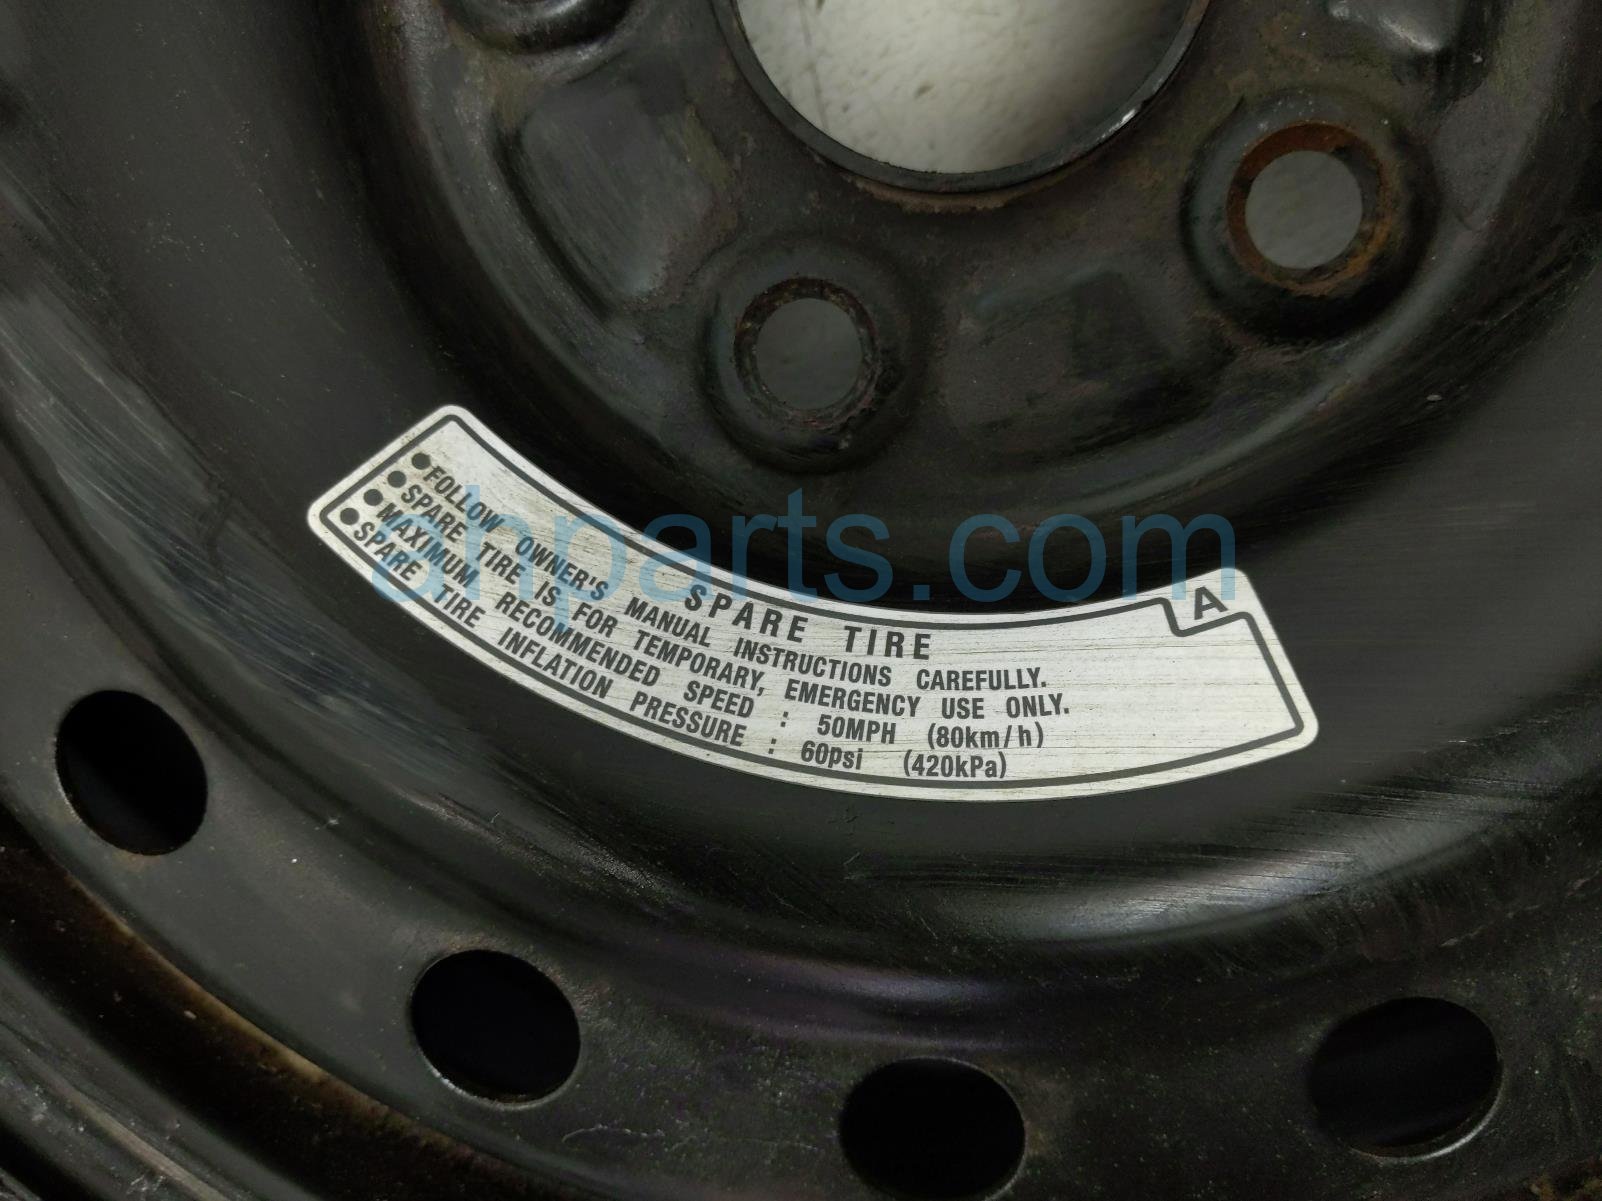 SPARE TIRE
A
● FOLLOW OWNER'S MANUAL INSTRUCTIONS CAREFULLY.
● SPARE TIRE IS FOR TEMPORARY, EMERGENCY USE ONLY.
● MAXIMUM RECOMMENDED SPEED : 50MPH (80km/h)
● SPARE TIRE INFLATION PRESSURE : 60psi (420kPa)
ahparts.com